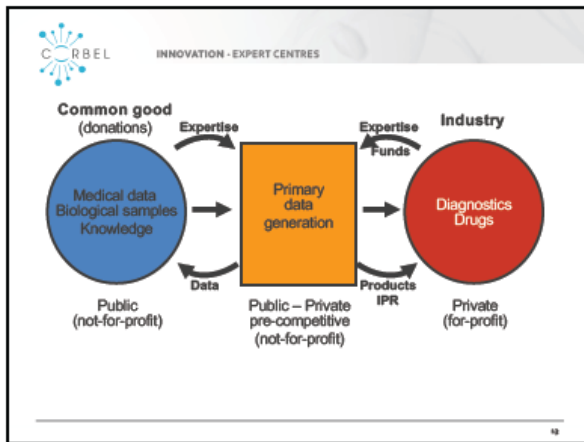 CORBEL
INNOVATION - EXPERT CENTRES
Common good
(donations)
Expertise
Expertise
Funds
Industry
Medical data
Biological samples
Knowledge
Primary
data
generation
Diagnostics
Drugs
Data
Products
IPR
Public
(not-for-profit)
Public – Private
pre-competitive
(not-for-profit)
Private
(for-profit)